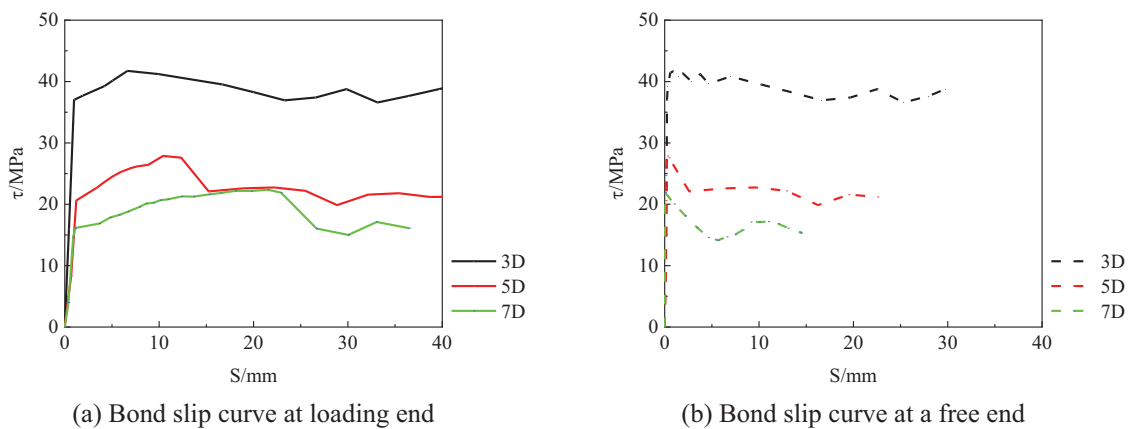 50
40
30
20
10
0
τ/MPa
0 10 20 30 40
S/mm
3D
5D
7D
(a) Bond slip curve at loading end
50
40
30
20
10
0
τ/MPa
0 10 20 30 40
S/mm
3D
5D
7D
(b) Bond slip curve at a free end